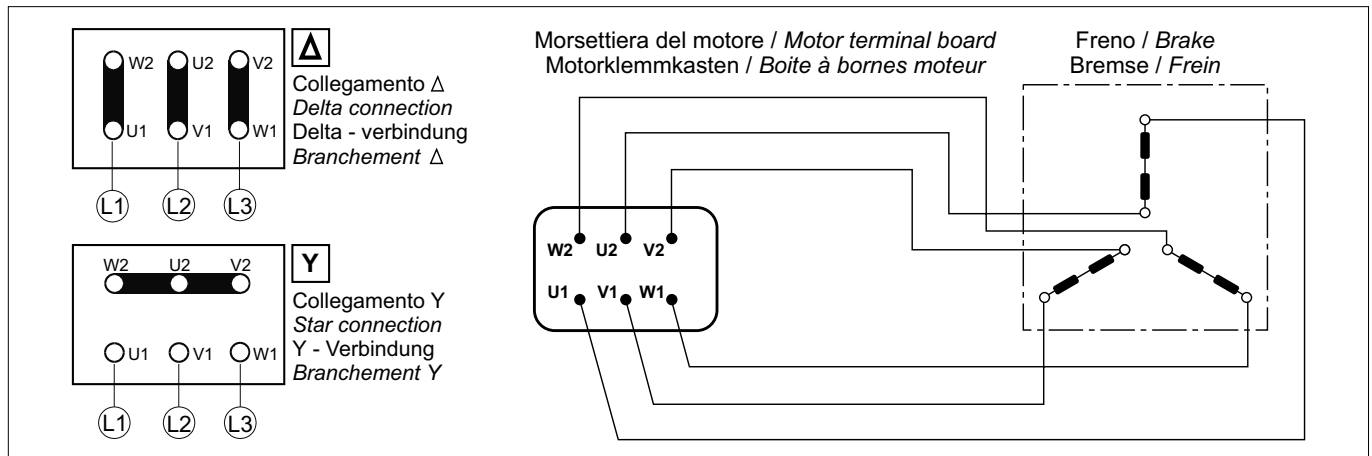 W2 U2 V2
U1 V1 W1
L1 L2 L3
Δ
Collegamento Δ
Delta connection
Delta - verbindung
Branchement Δ
W2 U2 V2
U1 V1 W1
L1 L2 L3
Y
Collegamento Y
Star connection
Y - Verbindung
Branchement Y
Morsettiera del motore / Motor terminal board
Motorklemmkasten / Boite à bornes moteur
W2 U2 V2
U1 V1 W1
Freno / Brake
Bremse / Frein